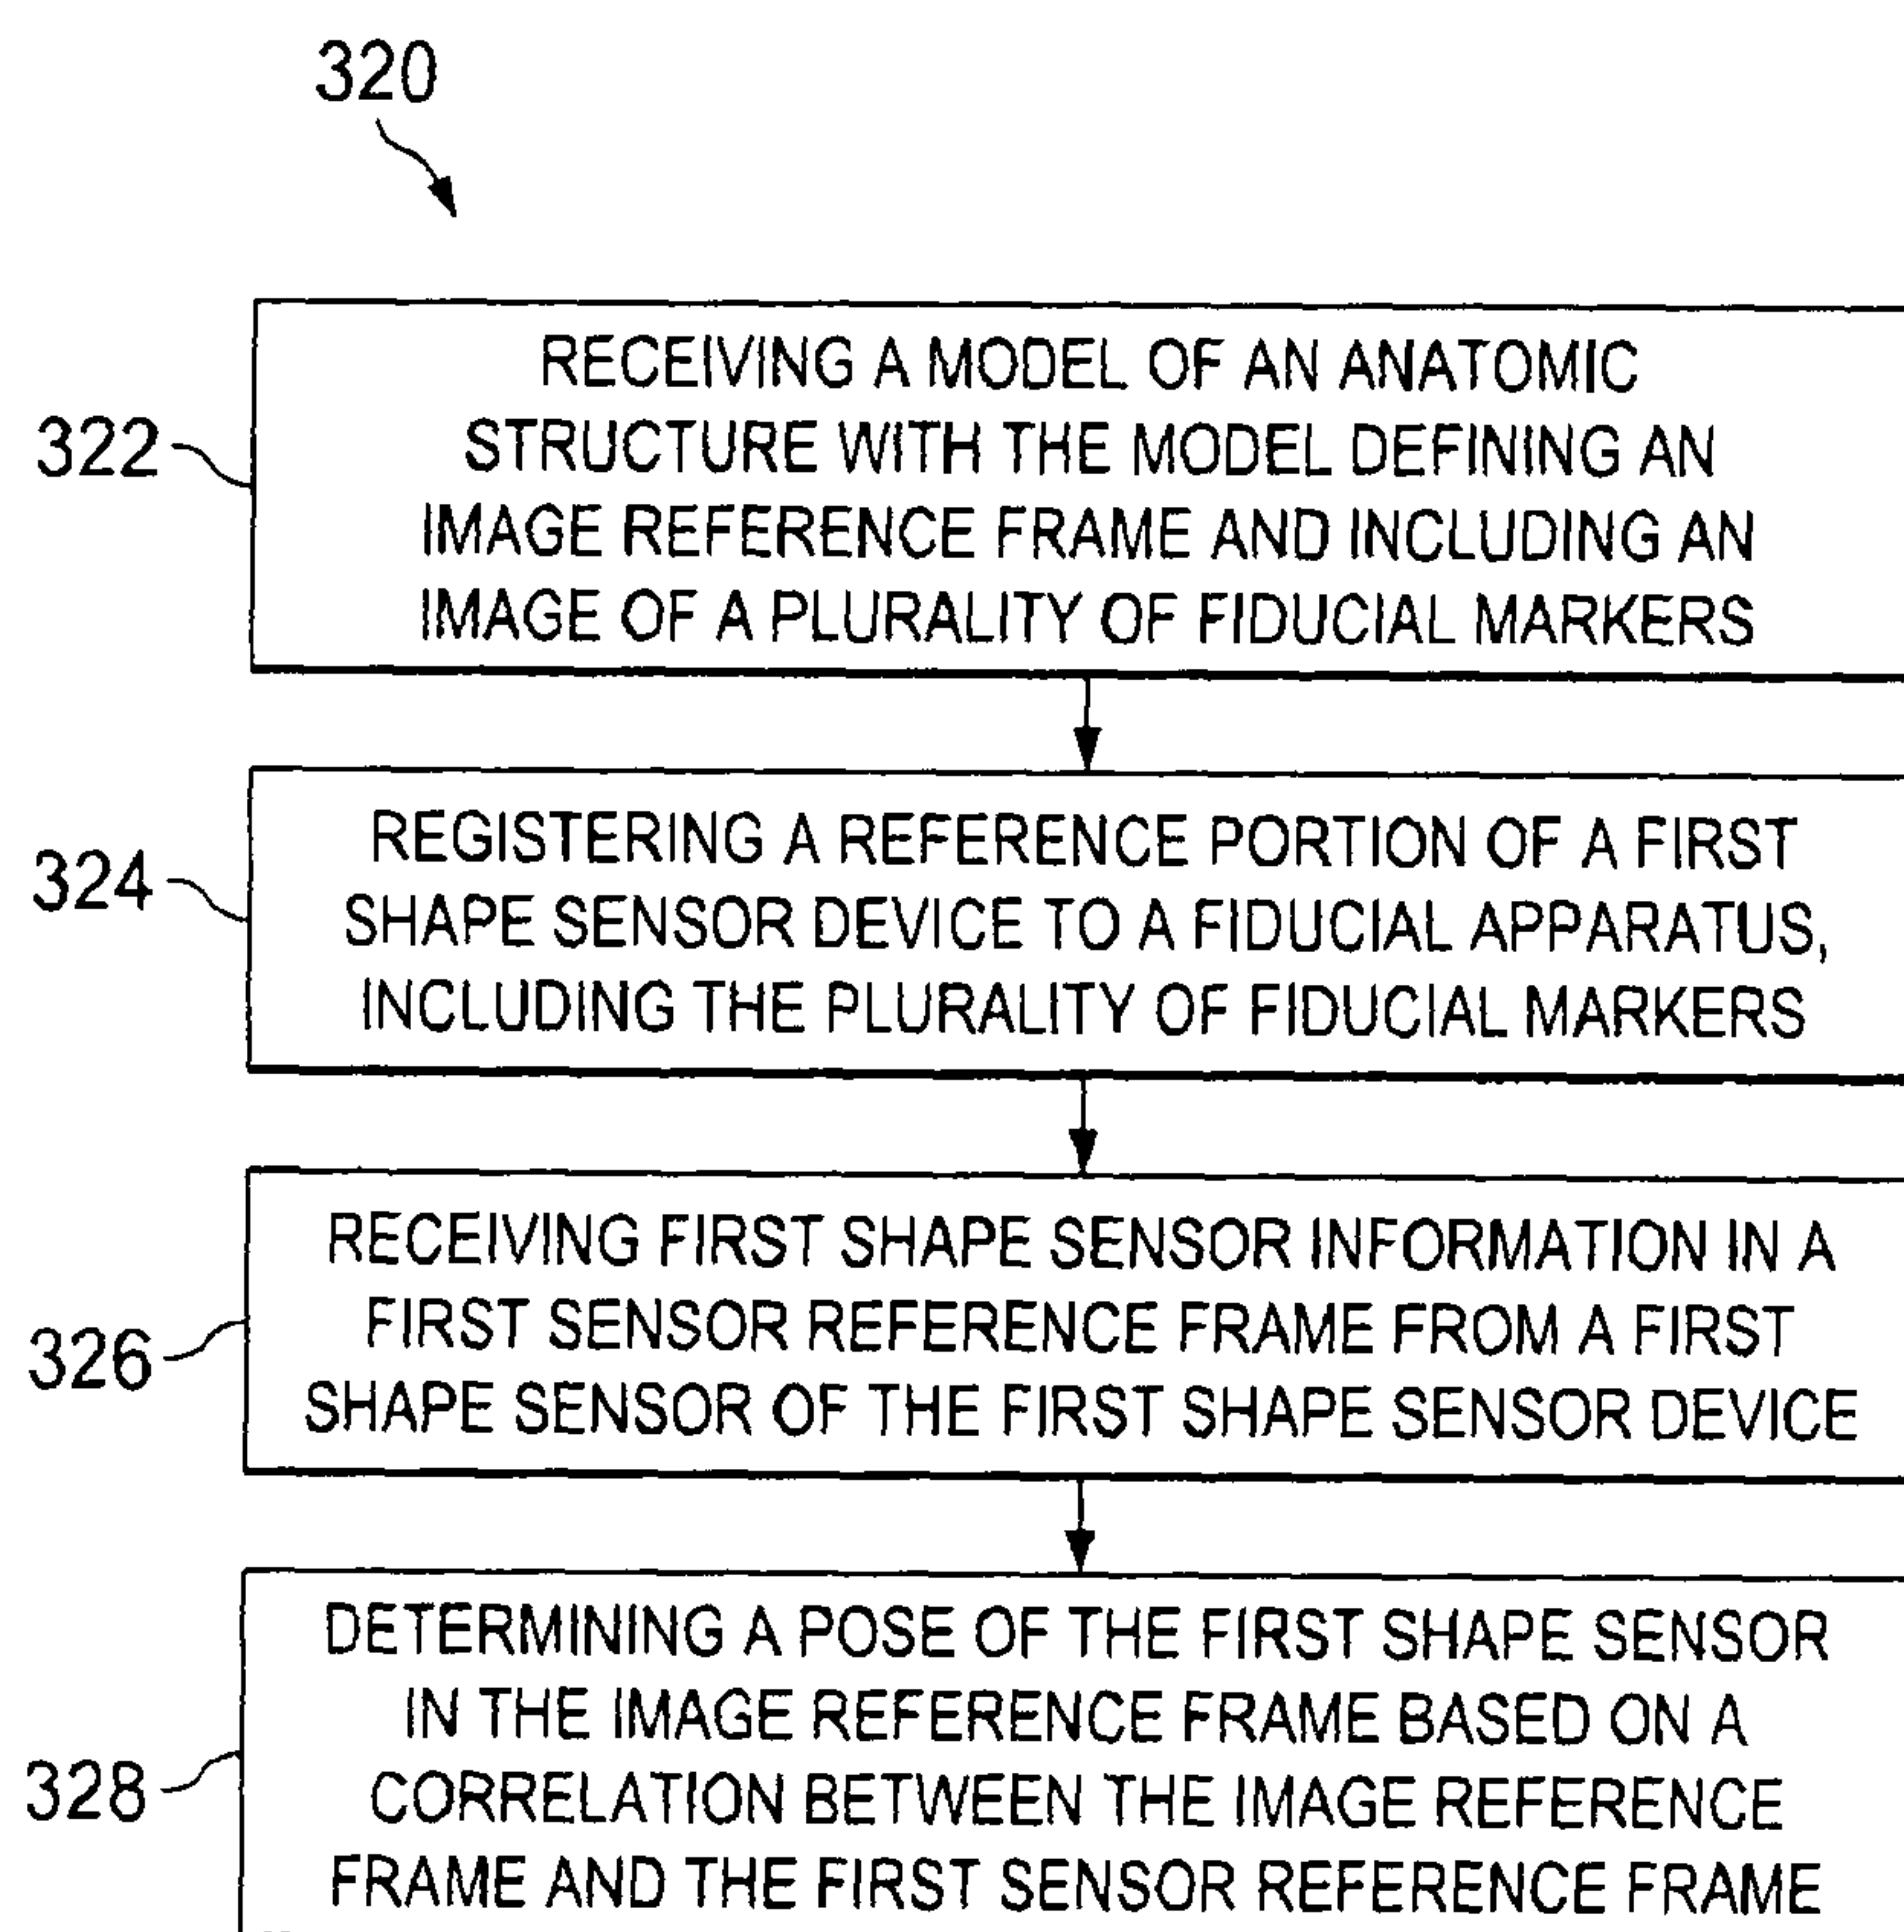 320
322
RECEIVING A MODEL OF AN ANATOMIC
STRUCTURE WITH THE MODEL DEFINING AN
IMAGE REFERENCE FRAME AND INCLUDING AN
IMAGE OF A PLURALITY OF FIDUCIAL MARKERS
324
REGISTERING A REFERENCE PORTION OF A FIRST
SHAPE SENSOR DEVICE TO A FIDUCIAL APPARATUS,
INCLUDING THE PLURALITY OF FIDUCIAL MARKERS
326
RECEIVING FIRST SHAPE SENSOR INFORMATION IN A
FIRST SENSOR REFERENCE FRAME FROM A FIRST
SHAPE SENSOR OF THE FIRST SHAPE SENSOR DEVICE
328
DETERMINING A POSE OF THE FIRST SHAPE SENSOR
IN THE IMAGE REFERENCE FRAME BASED ON A
CORRELATION BETWEEN THE IMAGE REFERENCE
FRAME AND THE FIRST SENSOR REFERENCE FRAME